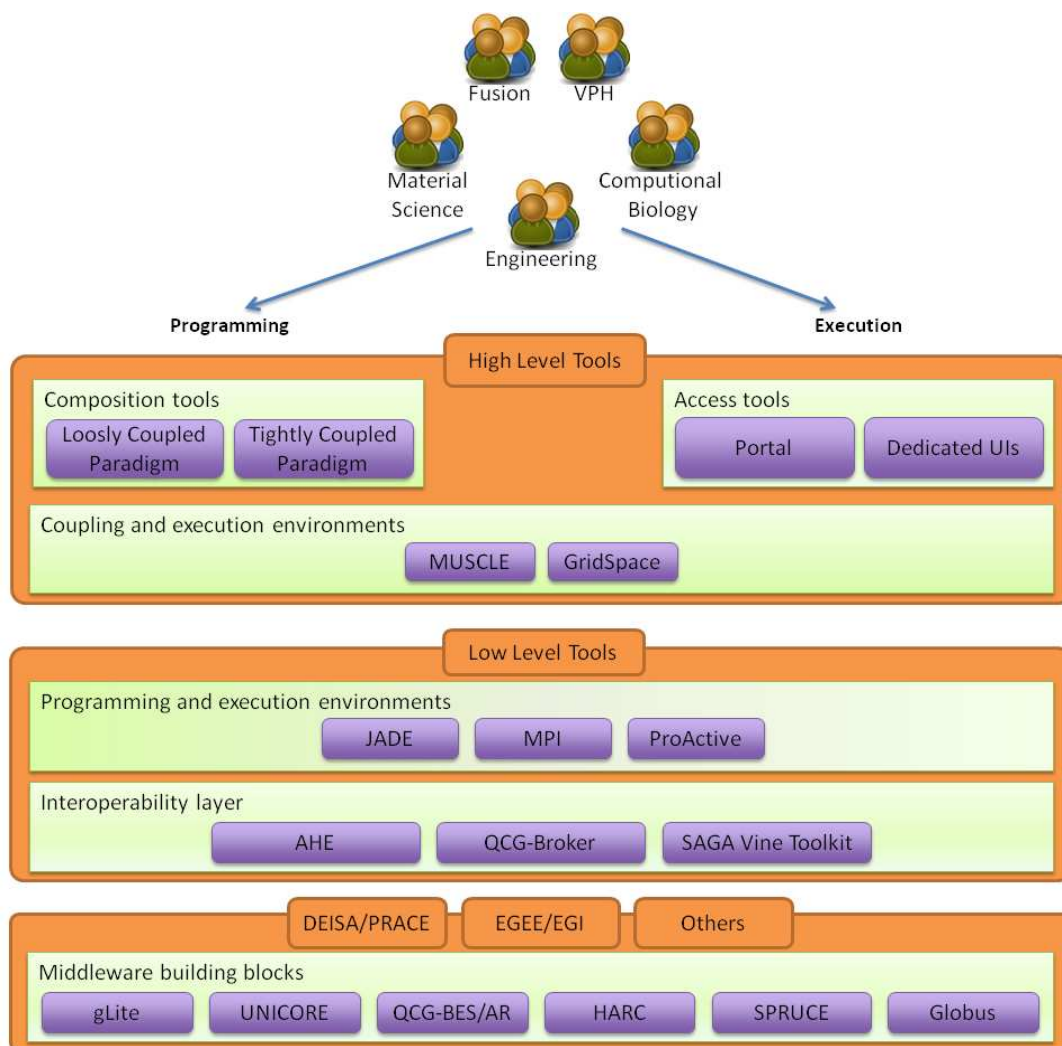 Fusion
VPH
Material
Science
Computional
Biology
Engineering
Programming
Execution
High Level Tools
Composition tools
Loosly Coupled
Paradigm
Tightly Coupled
Paradigm
Access tools
Portal
Dedicated UIs
Coupling and execution environments
MUSCLE
GridSpace
Low Level Tools
Programming and execution environments
JADE
MPI
ProActive
Interoperability layer
AHE
QCG-Broker
SAGA Vine Toolkit
DEISA/PRACE
EGEE/EGI
Others
Middleware building blocks
gLite
UNICORE
QCG-BES/AR
HARC
SPRUCE
Globus